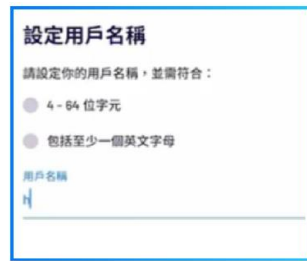 設定用戶名稱
請設定你的用戶名稱，並需符合：
4 - 64 位字元
包括至少一個英文字母
用戶名稱
h